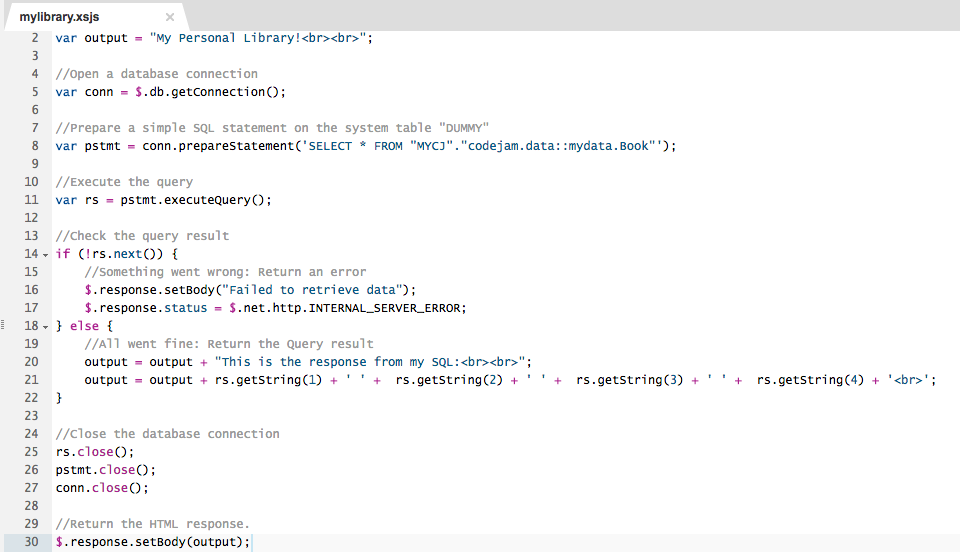 mylibrary.xsjs ×
2 var output = "My Personal Library!<br><br>";
3
4 //Open a database connection
5 var conn = $.db.getConnection();
6
7 //Prepare a simple SQL statement on the system table "DUMMY"
8 var pstmt = conn.prepareStatement('SELECT * FROM "MYCJ"."codejam.data::mydata.Book"');
9
10 //Execute the query
11 var rs = pstmt.executeQuery();
12
13 //Check the query result
14 if (!rs.next()) {
15     //Something went wrong: Return an error
16     $.response.setBody("Failed to retrieve data");
17     $.response.status = $.net.http.INTERNAL_SERVER_ERROR;
18 } else {
19     //All went fine: Return the Query result
20     output = output + "This is the response from my SQL:<br><br>";
21     output = output + rs.getString(1) + ' ' +  rs.getString(2) + ' ' +  rs.getString(3) + ' ' +  rs.getString(4) + '<br>';
22 }
23
24 //Close the database connection
25 rs.close();
26 pstmt.close();
27 conn.close();
28
29 //Return the HTML response.
30 $.response.setBody(output);